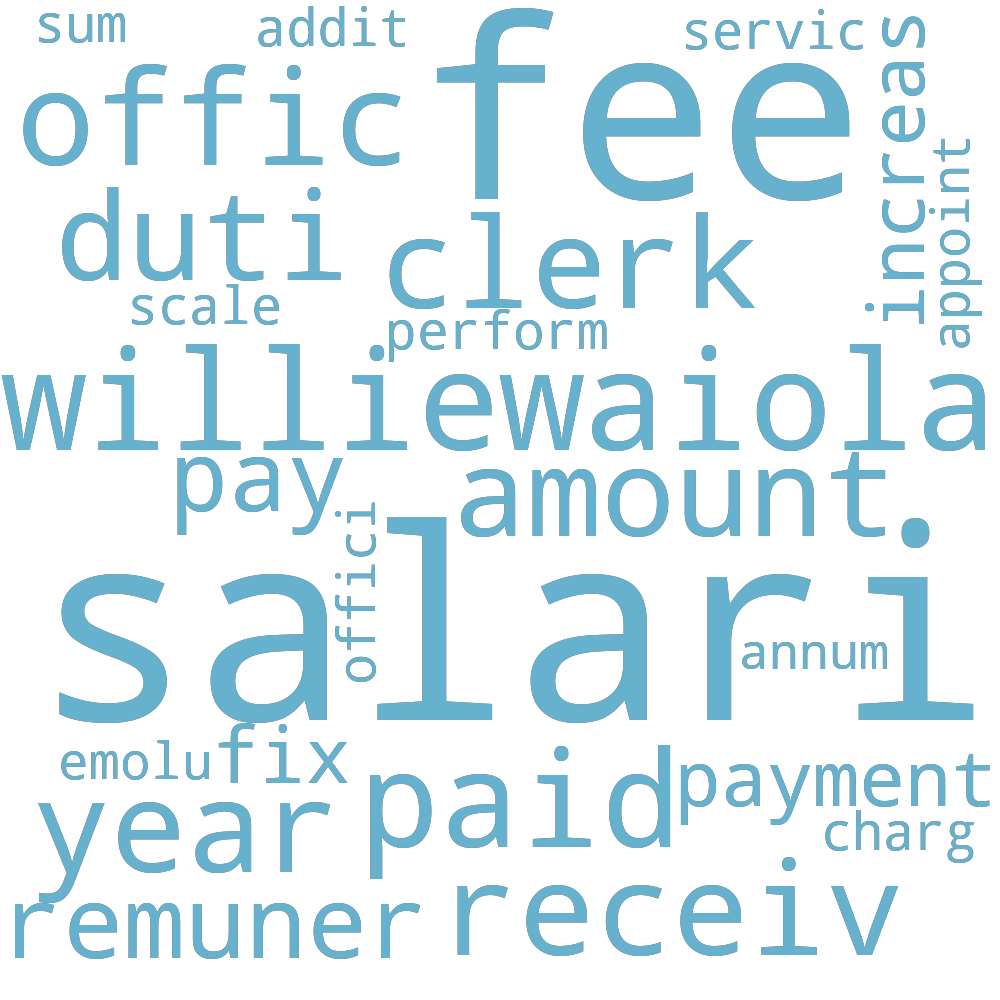 sum
addit
servic
offic
fee
increas
appoint
duti
clerk
scale
perform
williewaiola
pay
amount
offici
salari
annum
emolu
fix
year
paid
payment
charg
remuner
receiv